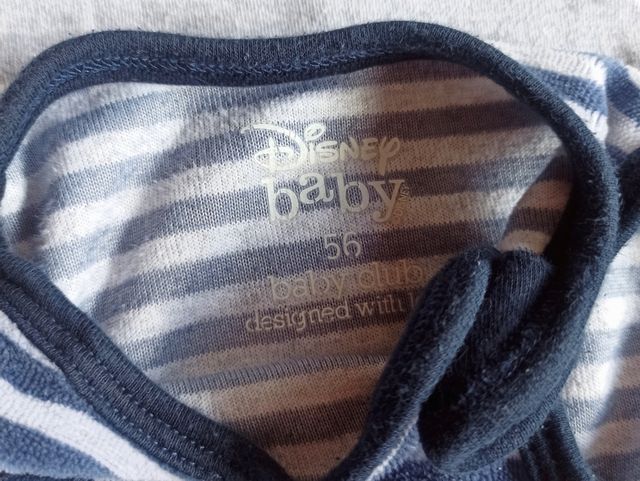 Disney
baby
56
baby club
designed with